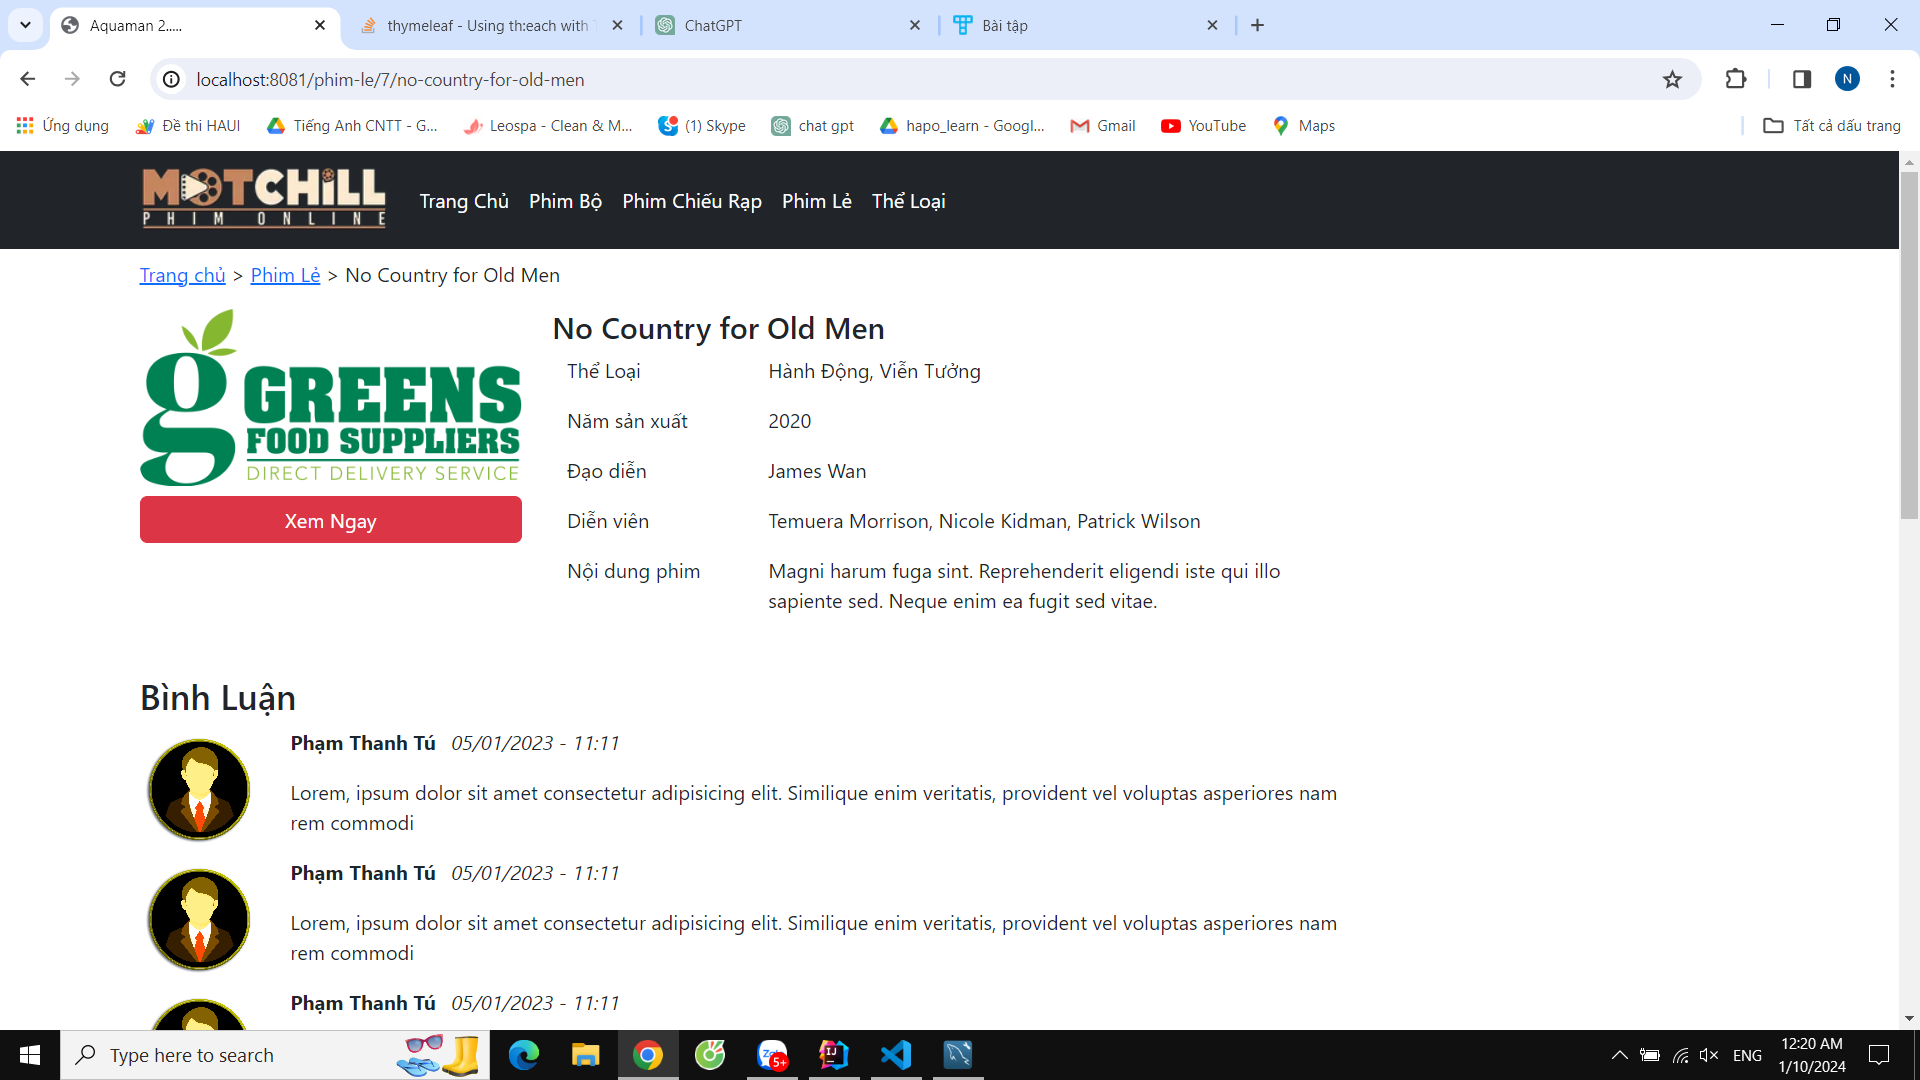 Aquaman 2.....
thymeleaf - Using th:each with
ChatGPT
Bài tập
localhost:8081/phim-le/7/no-country-for-old-men
N
Ứng dụng
Đề thi HAUI
Tiếng Anh CNTT - G...
Leospa - Clean & M...
(1) Skype
chat gpt
hapo_learn - Googl...
Gmail
YouTube
Maps
Tất cả dấu trang
MOTCHILL
PHIM ONLINE
Trang Chủ
Phim Bộ
Phim Chiếu Rạp
Phim Lẻ
Thể Loại
Trang chủ > Phim Lẻ > No Country for Old Men
g GREENS
FOOD SUPPLIERS
DIRECT DELIVERY SERVICE
Xem Ngay
No Country for Old Men
Thể Loại Hành Động, Viễn Tưởng
Năm sản xuất 2020
Đạo diễn James Wan
Diễn viên Temuera Morrison, Nicole Kidman, Patrick Wilson
Nội dung phim Magni harum fuga sint. Reprehenderit eligendi iste qui illo
sapiente sed. Neque enim ea fugit sed vitae.
Bình Luận
Phạm Thanh Tú 05/01/2023 - 11:11
Lorem, ipsum dolor sit amet consectetur adipisicing elit. Similique enim veritatis, provident vel voluptas asperiores nam
rem commodi
Phạm Thanh Tú 05/01/2023 - 11:11
Lorem, ipsum dolor sit amet consectetur adipisicing elit. Similique enim veritatis, provident vel voluptas asperiores nam
rem commodi
Phạm Thanh Tú 05/01/2023 - 11:11
Type here to search
5+
ENG
12:20 AM
1/10/2024